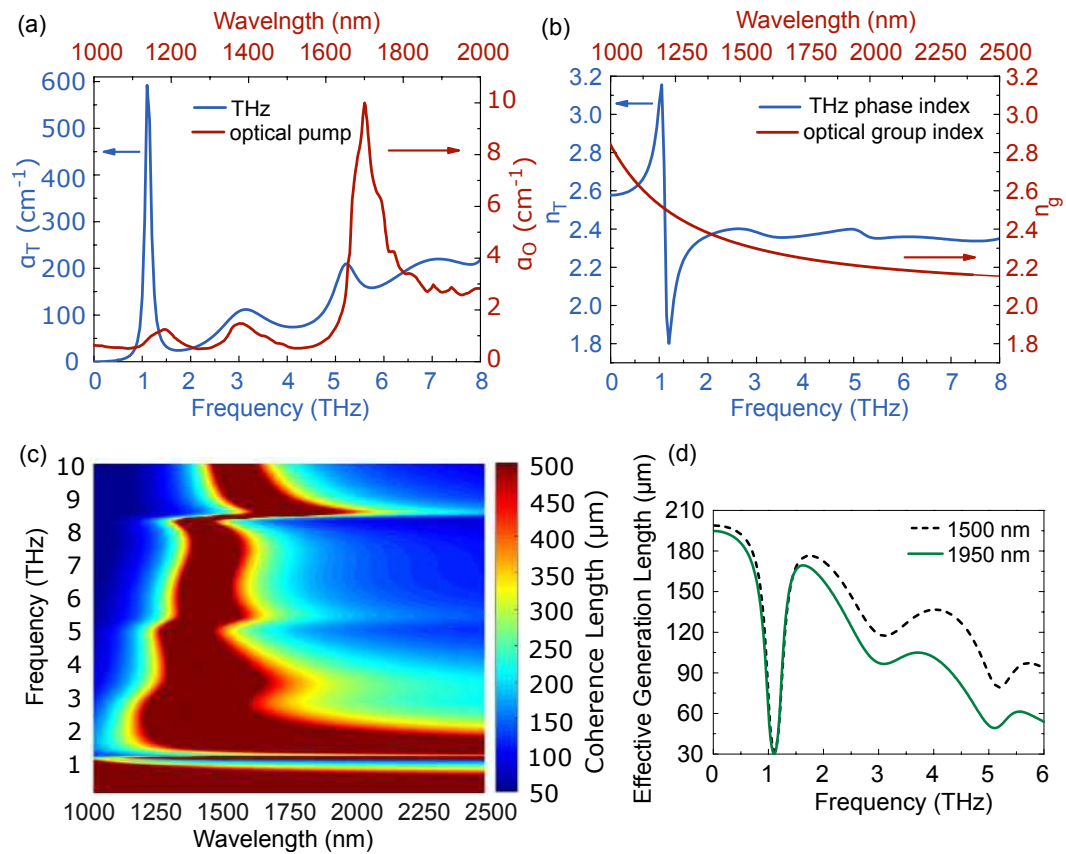 (a)
Wavelngth (nm)
1000 1200 1400 1600 1800 2000
600
500
400
300
200
100
0
α_T (cm⁻¹)
THz
optical pump
10
8
6
4
2
0
α_O (cm⁻¹)
0 1 2 3 4 5 6 7 8
Frequency (THz)
(b)
Wavelength (nm)
1000 1250 1500 1750 2000 2250 2500
3.2
3.0
2.8
2.6
2.4
2.2
2.0
1.8
n_T
THz phase index
optical group index
3.2
3.0
2.8
2.6
2.4
2.2
2.0
1.8
n_g
0 1 2 3 4 5 6 7 8
Frequency (THz)
(c)
10
9
8
7
6
5
4
3
2
1
Frequency (THz)
1000 1250 1500 1750 2000 2250 2500
Wavelength (nm)
500
450
400
350
300
250
200
150
100
50
Coherence Length (μm)
(d)
210
180
150
120
90
60
30
Effective Generation Length (μm)
1500 nm
1950 nm
0 1 2 3 4 5 6
Frequency (THz)